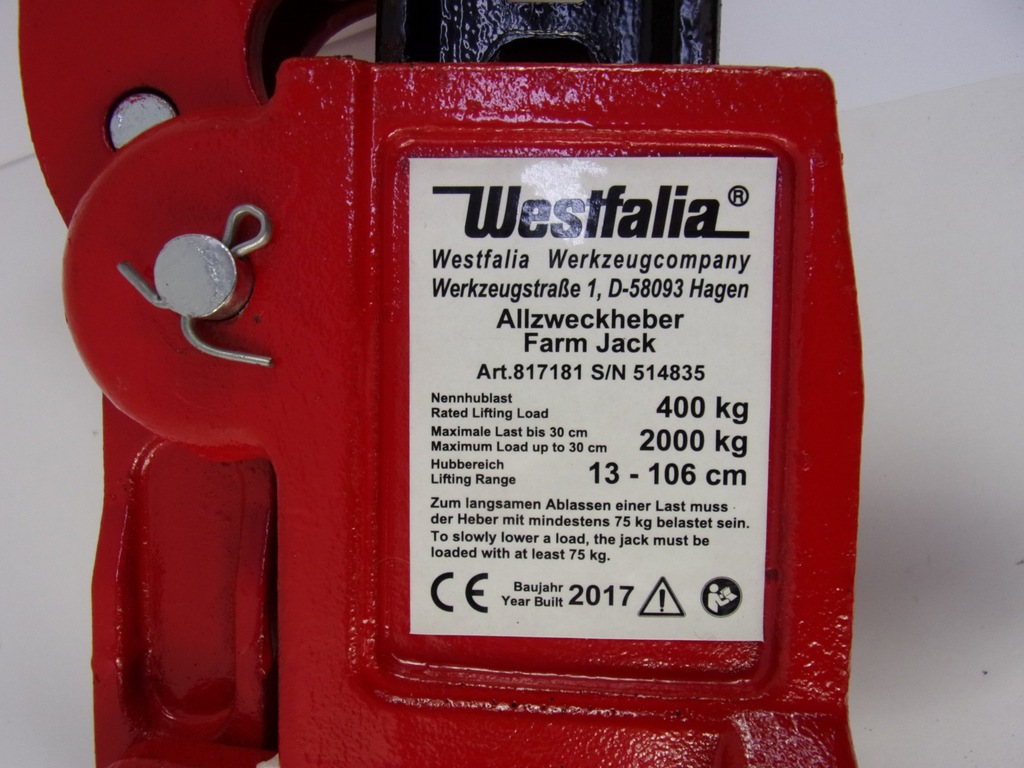 Westfalia®
Westfalia Werkzeugcompany
Werkzeugstraße 1, D-58093 Hagen
Allzweckheber
Farm Jack
Art.817181 S/N 514835
Nennhublast
Rated Lifting Load 400 kg
Maximale Last bis 30 cm
Maximum Load up to 30 cm 2000 kg
Hubbereich
Lifting Range 13 - 106 cm
Zum langsamen Ablassen einer Last muss
der Heber mit mindestens 75 kg belastet sein.
To slowly lower a load, the jack must be
loaded with at least 75 kg.
CE Baujahr
Year Built 2017